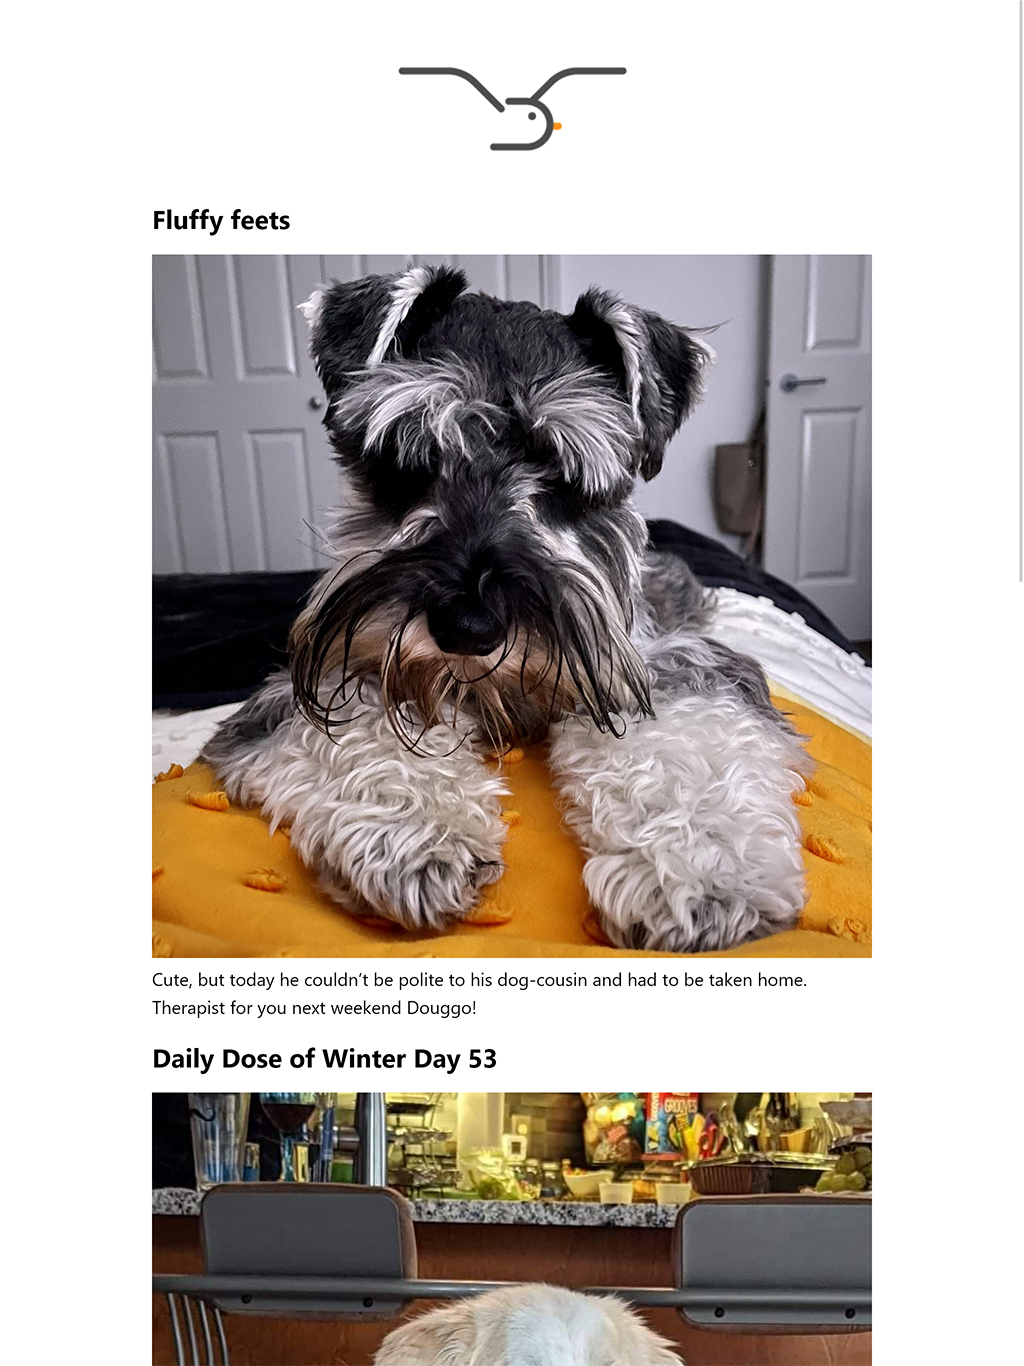 Fluffy feets
Cute, but today he couldn't be polite to his dog-cousin and had to be taken home.
Therapist for you next weekend Douggo!
Daily Dose of Winter Day 53
GROOVES